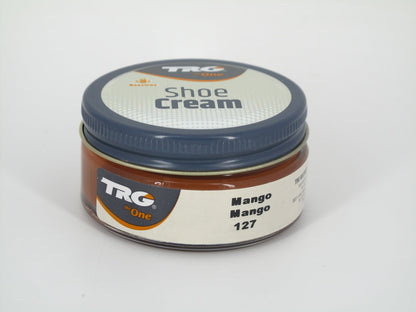 TRG
the One
Shoe
Cream
TRG
the One
Mango
Mango
127